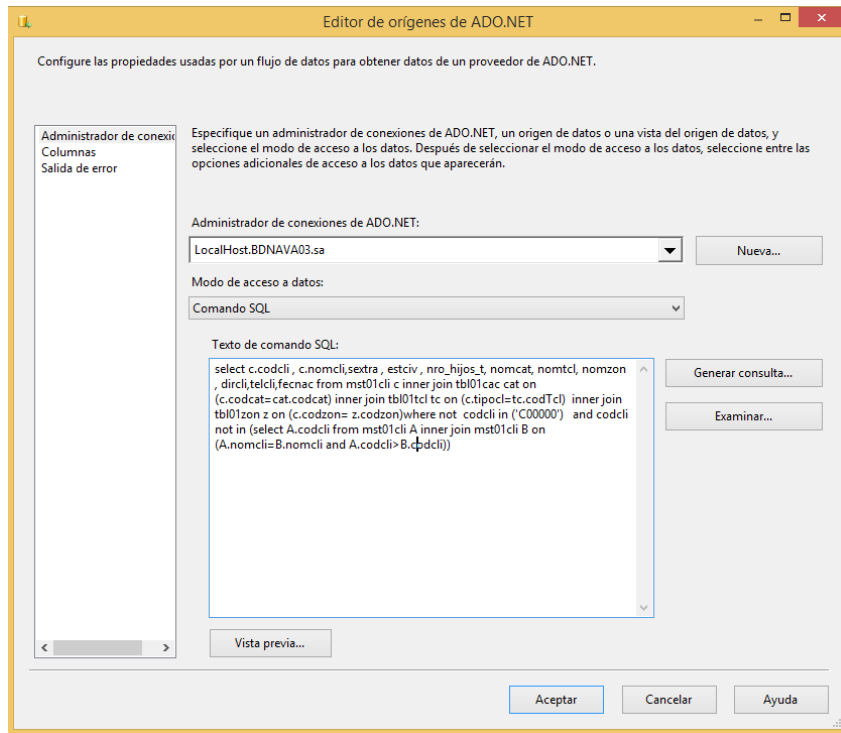 Editor de orígenes de ADO.NET
Configure las propiedades usadas por un flujo de datos para obtener datos de un proveedor de ADO.NET.
Administrador de conexic
Columnas
Salida de error
Especifique un administrador de conexiones de ADO.NET, un origen de datos o una vista del origen de datos, y
seleccione el modo de acceso a los datos. Después de seleccionar el modo de acceso a los datos, seleccione entre las
opciones adicionales de acceso a los datos que aparecerán.
Administrador de conexiones de ADO.NET:
LocalHost.BDNAVA03.sa
Nueva...
Modo de acceso a datos:
Comando SQL
Texto de comando SQL:
select c.codcli , c.nomcli,sextra , estciv , nro_hijos_t, nomcat, nomtcl, nomzon
, dircli,telcli,fecnac from mst01cli c inner join tbl01cac cat on
(c.codcat=cat.codcat) inner join tbl01tcl tc on (c.tipocl=tc.codTcl)  inner join
tbl01zon z on (c.codzon= z.codzon)where not  codcli in ('C00000')   and codcli
not in (select A.codcli from mst01cli A inner join mst01cli B on
(A.nomcli=B.nomcli and A.codcli>B.codcli))
Generar consulta...
Examinar...
Vista previa...
Aceptar
Cancelar
Ayuda